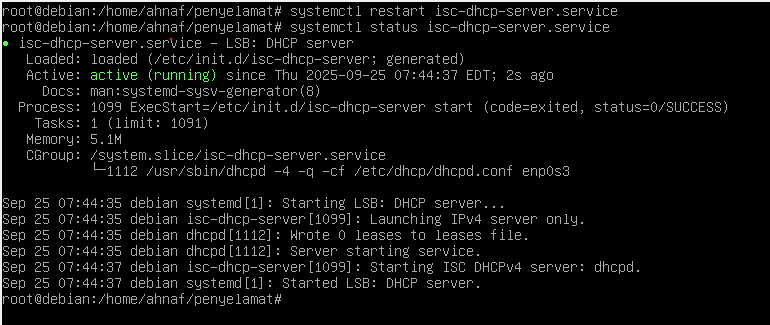 root@debian:/home/ahnaf/penyelamat# systemctl restart isc-dhcp-server.service
root@debian:/home/ahnaf/penyelamat# systemctl status isc-dhcp-server.service
● isc-dhcp-server.service - LSB: DHCP server
Loaded: loaded (/etc/init.d/isc-dhcp-server; generated)
Active: active (running) since Thu 2025-09-25 07:44:37 EDT; 2s ago
Docs: man:systemd-sysv-generator(8)
Process: 1099 ExecStart=/etc/init.d/isc-dhcp-server start (code=exited, status=0/SUCCESS)
Tasks: 1 (limit: 1091)
Memory: 5.1M
CGroup: /system.slice/isc-dhcp-server.service
└─1112 /usr/sbin/dhcpd -4 -q -cf /etc/dhcp/dhcpd.conf enp0s3

Sep 25 07:44:35 debian systemd[1]: Starting LSB: DHCP server...
Sep 25 07:44:35 debian isc-dhcp-server[1099]: Launching IPv4 server only.
Sep 25 07:44:35 debian dhcpd[1112]: Wrote 0 leases to leases file.
Sep 25 07:44:35 debian dhcpd[1112]: Server starting service.
Sep 25 07:44:37 debian isc-dhcp-server[1099]: Starting ISC DHCPv4 server: dhcpd.
Sep 25 07:44:37 debian systemd[1]: Started LSB: DHCP server.
root@debian:/home/ahnaf/penyelamat#